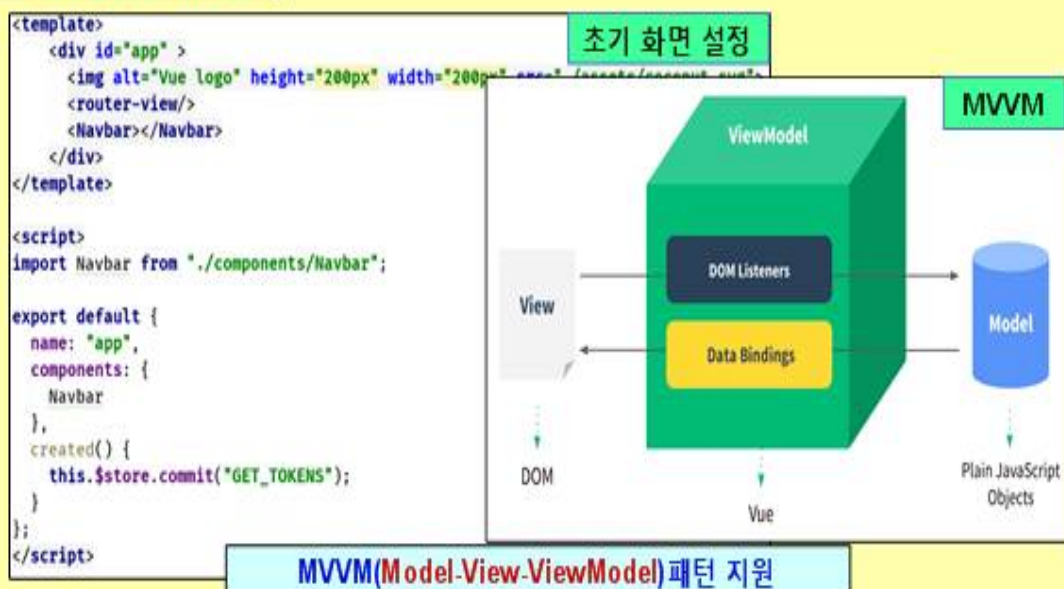 <template>
<div id="app" >
<img alt="Vue logo" height="200px" width="200px"
<router-view/>
<Navbar></Navbar>
</div>
</template>
<script>
import Navbar from "./components/Navbar";
export default {
name: "app",
components: {
Navbar
},
created() {
this.$store.commit("GET_TOKENS");
}
};
</script>
초기 화면 설정
MVVM
ViewModel
DOM Listeners
View
Model
Data Bindings
DOM
Vue
Plain JavaScript
Objects
MVVM(Model-View-ViewModel)패턴 지원